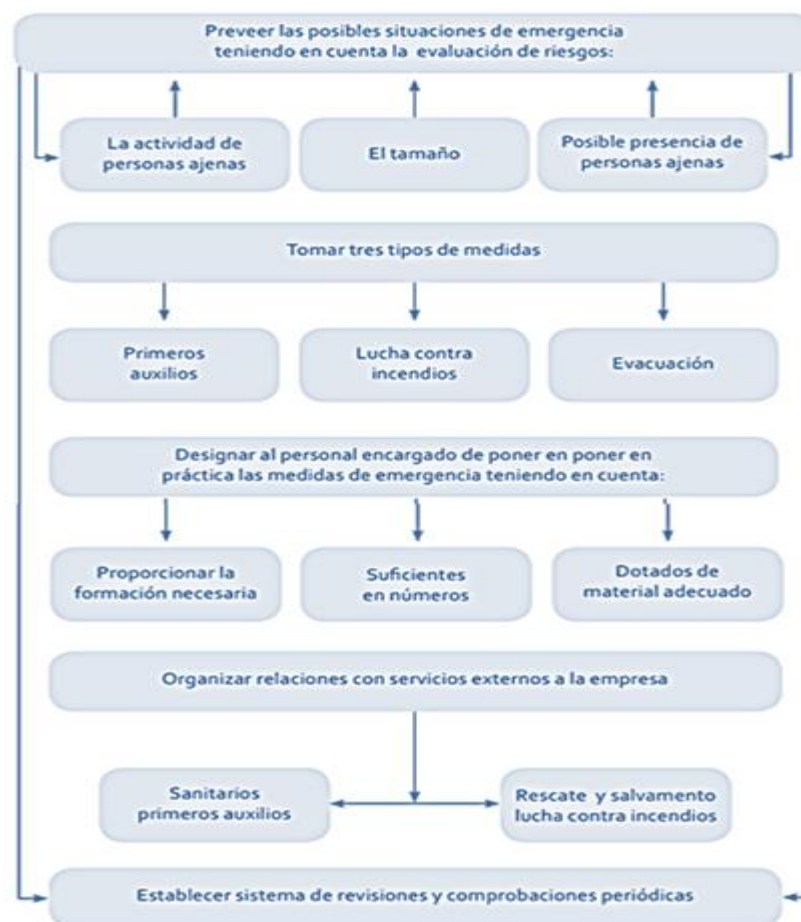 Preveer las posibles situaciones de emergencia
teniendo en cuenta la evaluación de riesgos:
La actividad de
personas ajenas
El tamaño
Posible presencia de
personas ajenas
Tomar tres tipos de medidas
Primeros
auxilios
Lucha contra
incendios
Evacuación
Designar al personal encargado de poner en poner en
práctica las medidas de emergencia teniendo en cuenta:
Proporcionar la
formación necesaria
Suficientes
en números
Dotados de
material adecuado
Organizar relaciones con servicios externos a la empresa
Sanitarios
primeros auxilios
Rescate y salvamento
lucha contra incendios
Establecer sistema de revisiones y comprobaciones periódicas